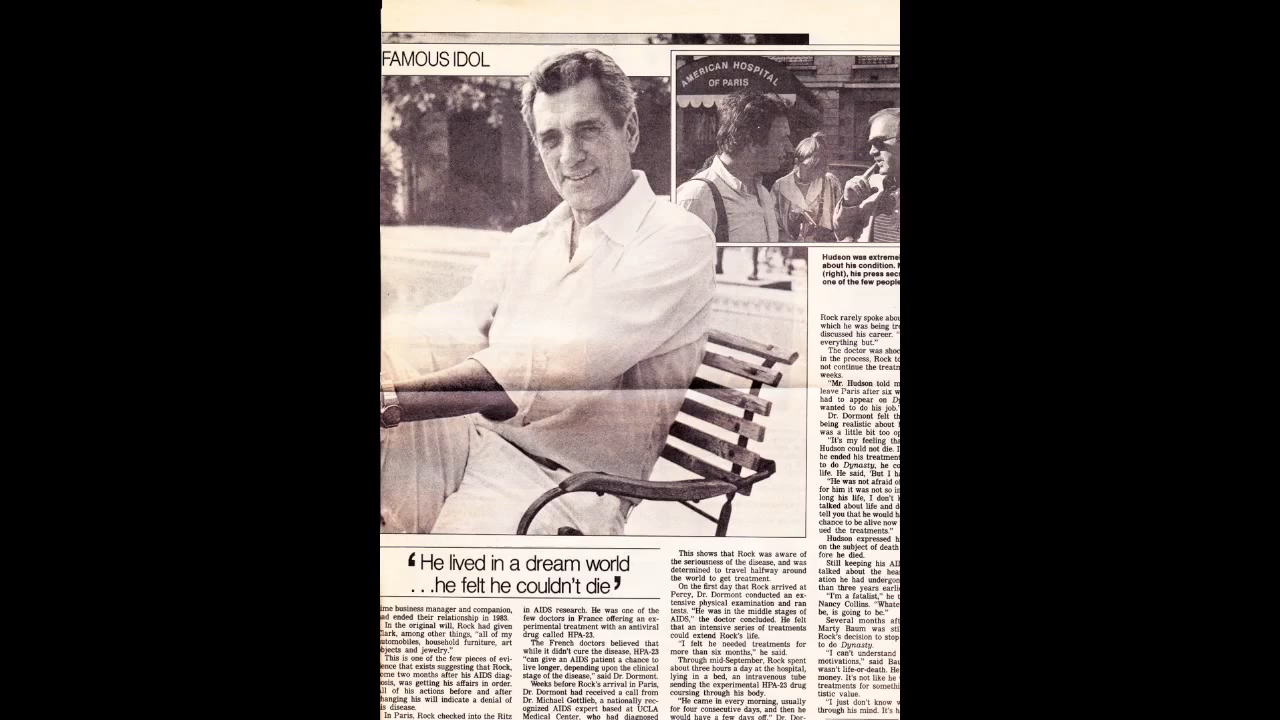 FAMOUS IDOL
AMERICAN HOSPITAL
OF PARIS
Hudson was extreme
about his condition.
(right), his press sec
one of the few people
‘He lived in a dream world
. . .he felt he couldn’t die’
ime business manager and companion,
ad ended their relationship in 1983.
In the original will, Rock had given
Clark, among other things, “all of my
utomobiles, household furniture, art
bjects and jewelry.”
This is one of the few pieces of evi-
ence that exists suggesting that Rock,
ome two months after his AIDS diag-
osis, was getting his affairs in order.
ll of his actions before and after
hanging his will indicate a denial of
is disease.
In Paris, Rock checked into the Ritz
in AIDS research. He was one of the
few doctors in France offering an ex-
perimental treatment with an antiviral
drug called HPA-23.
The French doctors believed that
while it didn’t cure the disease, HPA-23
“can give an AIDS patient a chance to
live longer, depending upon the clinical
stage of the disease,” said Dr. Dormont.
Weeks before Rock’s arrival in Paris,
Dr. Dormont had received a call from
Dr. Michael Gottlieb, a nationally rec-
ognized AIDS expert based at UCLA
Medical Center, who had diagnosed
This shows that Rock was aware of
the seriousness of the disease, and was
determined to travel halfway around
the world to get treatment.
On the first day that Rock arrived at
Percy, Dr. Dormont conducted an ex-
tensive physical examination and ran
tests. “He was in the middle stages of
AIDS,” the doctor concluded. He felt
that an intensive series of treatments
could extend Rock’s life.
“I felt he needed treatments for
more than six months,” he said.
Through mid-September, Rock spent
about three hours a day at the hospital,
lying in a bed, an intravenous tube
sending the experimental HPA-23 drug
coursing through his body.
“He came in every morning, usually
for four consecutive days, and then he
would have a few days off,” Dr. Dor-
Rock rarely spoke abou
which he was being tre
discussed his career. “
everything but.”
The doctor was shoc
in the process, Rock to
not continue the treatm
weeks.
“Mr. Hudson told m
leave Paris after six w
had to appear on Dy
wanted to do his job.”
Dr. Dormont felt th
being realistic about
was a little bit too op
“It’s my feeling tha
Hudson could not die. I
he ended his treatment
to do Dynasty, he co
life. He said, ‘But I ha
“He was not afraid of
for him it was not so in
long his life, I don’t k
talked about life and d
tell you that he would h
chance to be alive now
ued the treatments.”
Hudson expressed h
on the subject of death
fore he died.
Still keeping his AI
talked about the hea
ation he had undergon
than three years earlie
“I’m a fatalist,” he t
Nancy Collins. “Whate
be, is going to be.”
Several months aft
Marty Baum was sti
Rock’s decision to stop
to do Dynasty.
“I can’t understand
motivations,” said Bau
wasn’t life-or-death. He
money. It’s not like he
treatments for somethi
tistic value.
“I just don’t know w
through his mind. It’s h